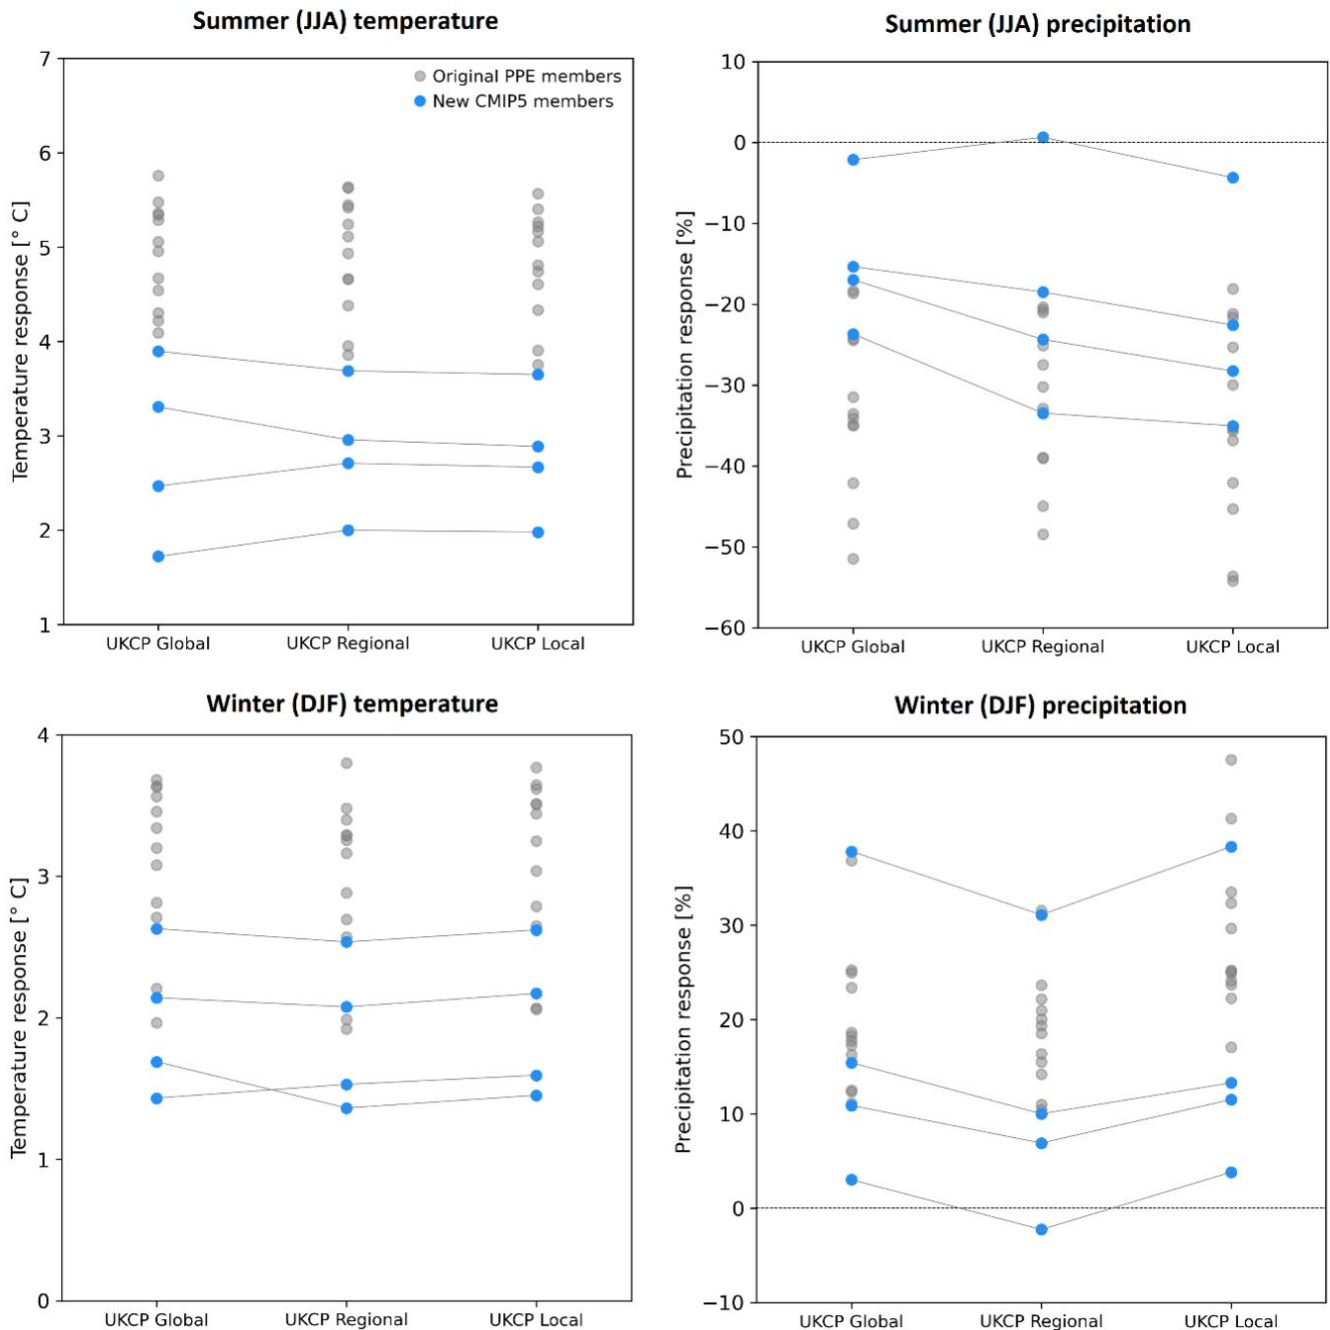 Summer (JJA) temperature
7
6
5
4
3
2
1
Temperature response [° C]
Original PPE members
New CMIP5 members
UKCP Global
UKCP Regional
UKCP Local
Summer (JJA) precipitation
10
0
−10
−20
−30
−40
−50
−60
Precipitation response [%]
UKCP Global
UKCP Regional
UKCP Local
Winter (DJF) temperature
4
3
2
1
0
Temperature response [° C]
UKCP Global
UKCP Regional
UKCP Local
Winter (DJF) precipitation
50
40
30
20
10
0
−10
Precipitation response [%]
UKCP Global
UKCP Regional
UKCP Local